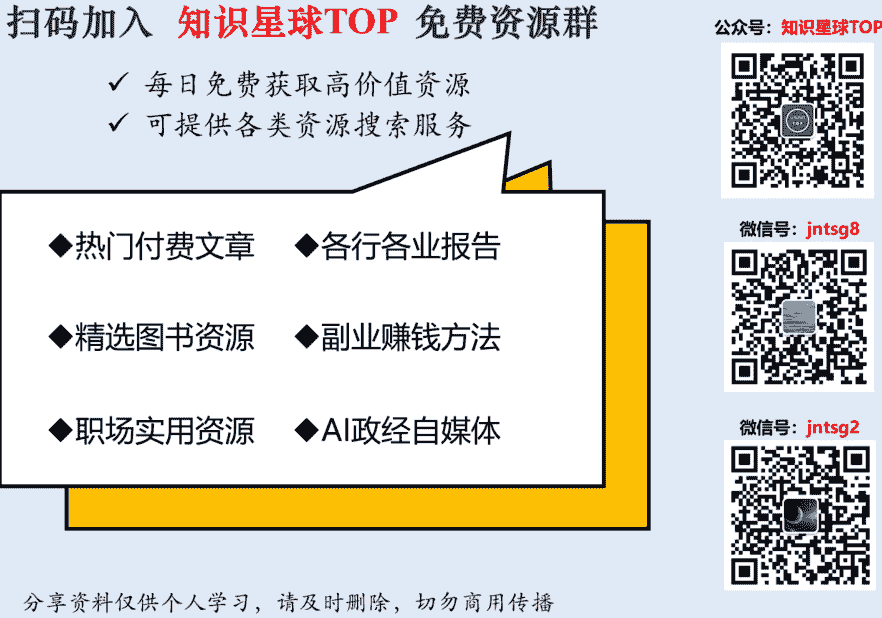 扫码加入 知识星球TOP 免费资源群
✓ 每日免费获取高价值资源
✓ 可提供各类资源搜索服务
◆热门付费文章 ◆各行各业报告
◆精选图书资源 ◆副业赚钱方法
◆职场实用资源 ◆AI政经自媒体
分享资料仅供个人学习，请及时删除，切勿商用传播
公众号：知识星球TOP
微信号：jntsg8
微信号：jntsg2